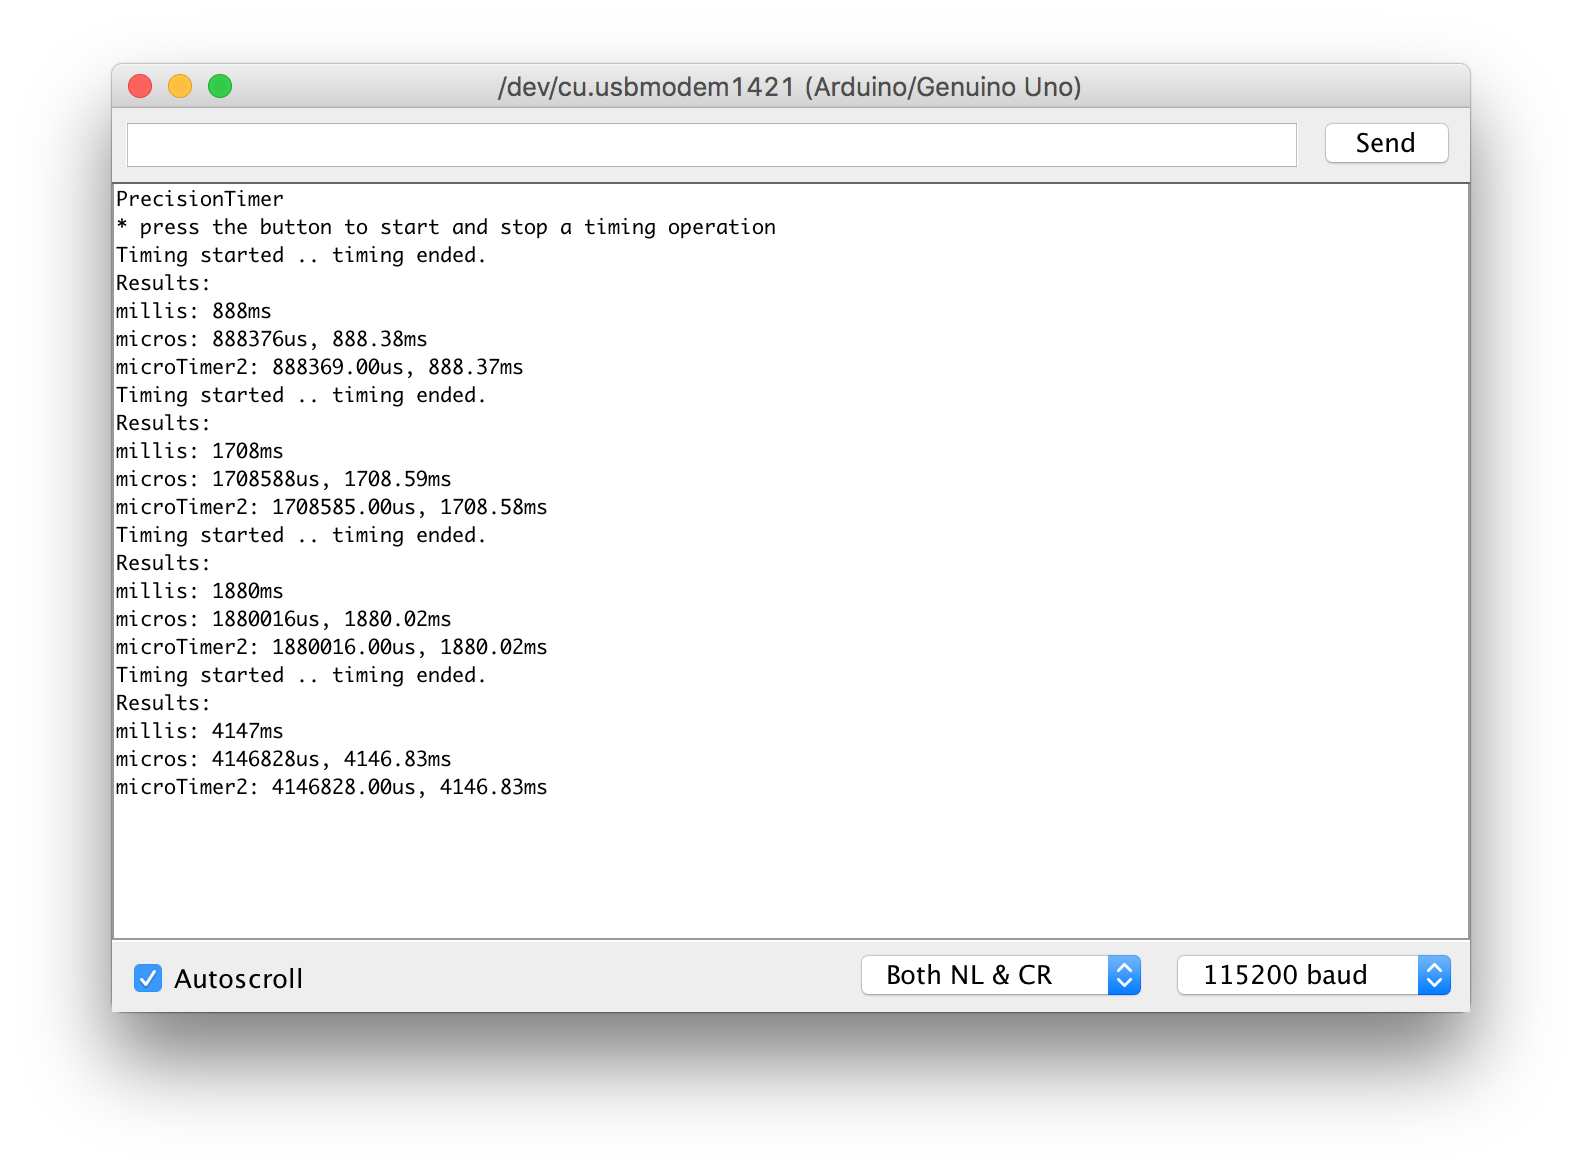 /dev/cu.usbmodem1421 (Arduino/Genuino Uno)
Send
PrecisionTimer
* press the button to start and stop a timing operation
Timing started .. timing ended.
Results:
millis: 888ms
micros: 888376us, 888.38ms
microTimer2: 888369.00us, 888.37ms
Timing started .. timing ended.
Results:
millis: 1708ms
micros: 1708588us, 1708.59ms
microTimer2: 1708585.00us, 1708.58ms
Timing started .. timing ended.
Results:
millis: 1880ms
micros: 1880016us, 1880.02ms
microTimer2: 1880016.00us, 1880.02ms
Timing started .. timing ended.
Results:
millis: 4147ms
micros: 4146828us, 4146.83ms
microTimer2: 4146828.00us, 4146.83ms
Autoscroll
Both NL & CR
115200 baud